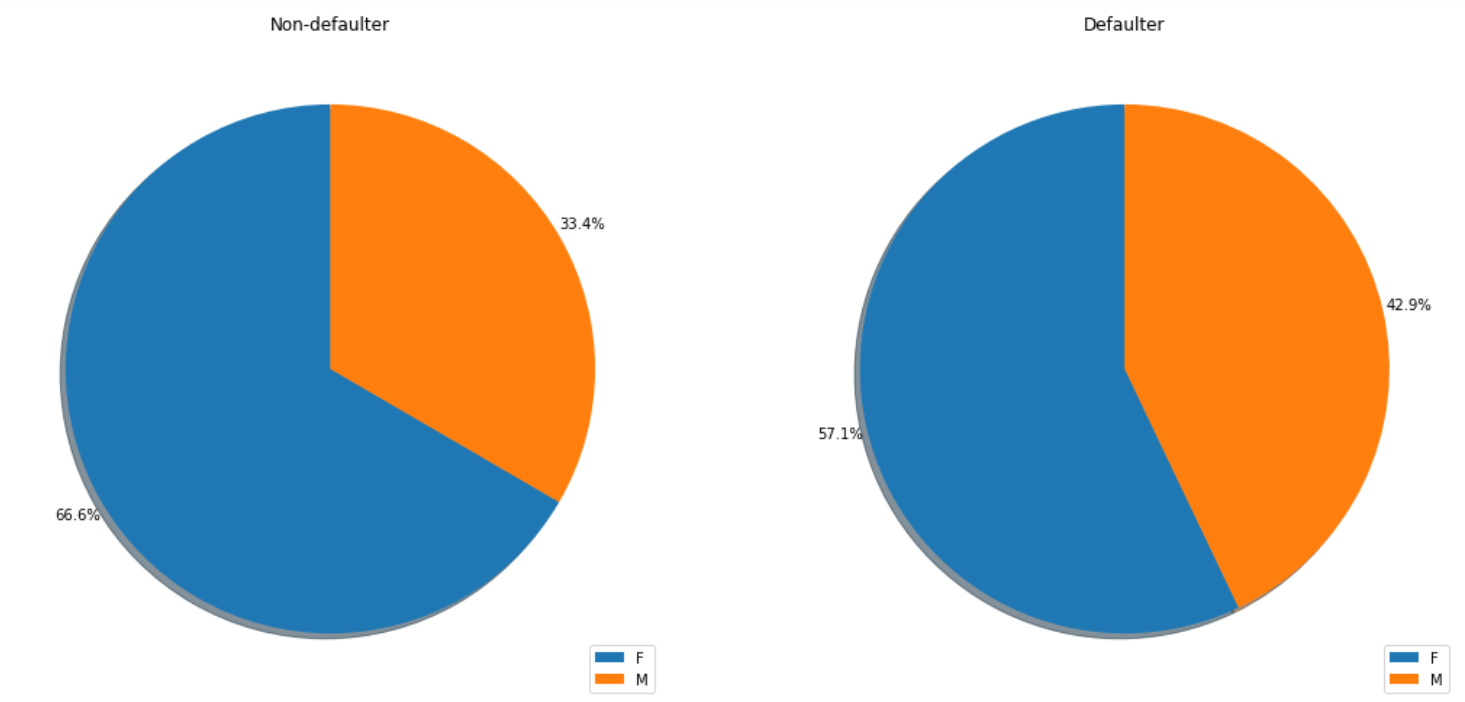 Non-defaulter
33.4%
66.6%
F
M
Defaulter
42.9%
57.1%
F
M